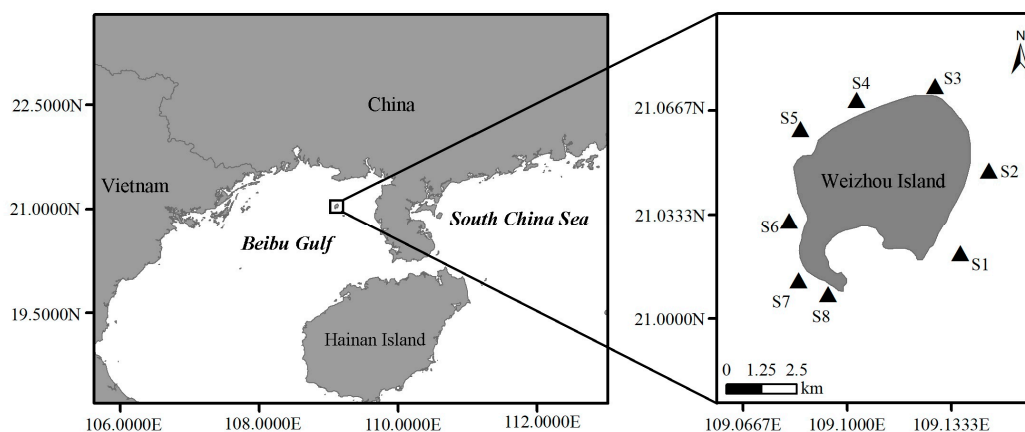 22.5000N
21.0000N
19.5000N
China
Vietnam
Beibu Gulf
South China Sea
Hainan Island
106.0000E 108.0000E 110.0000E 112.0000E
N
21.0667N
21.0333N
21.0000N
S3
S4
S5
S2
Weizhou Island
S6
S1
S7
S8
0 1.25 2.5
km
109.0667E 109.1000E 109.1333E